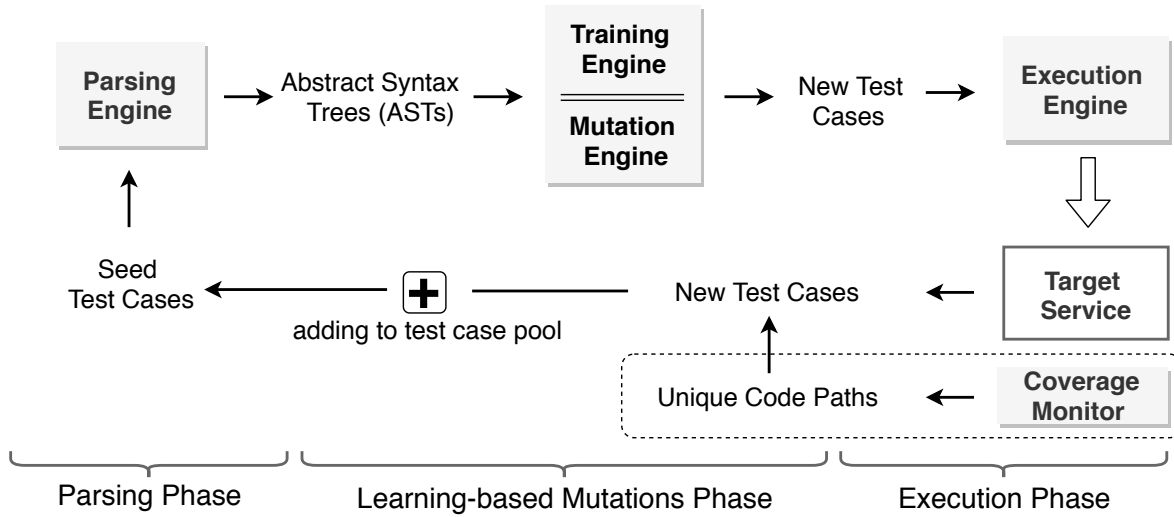 Parsing
Engine
Abstract Syntax
Trees (ASTs)
Training
Engine
Mutation
Engine
New Test
Cases
Execution
Engine
Seed
Test Cases
adding to test case pool
New Test Cases
Target
Service
Unique Code Paths
Coverage
Monitor
Parsing Phase
Learning-based Mutations Phase
Execution Phase